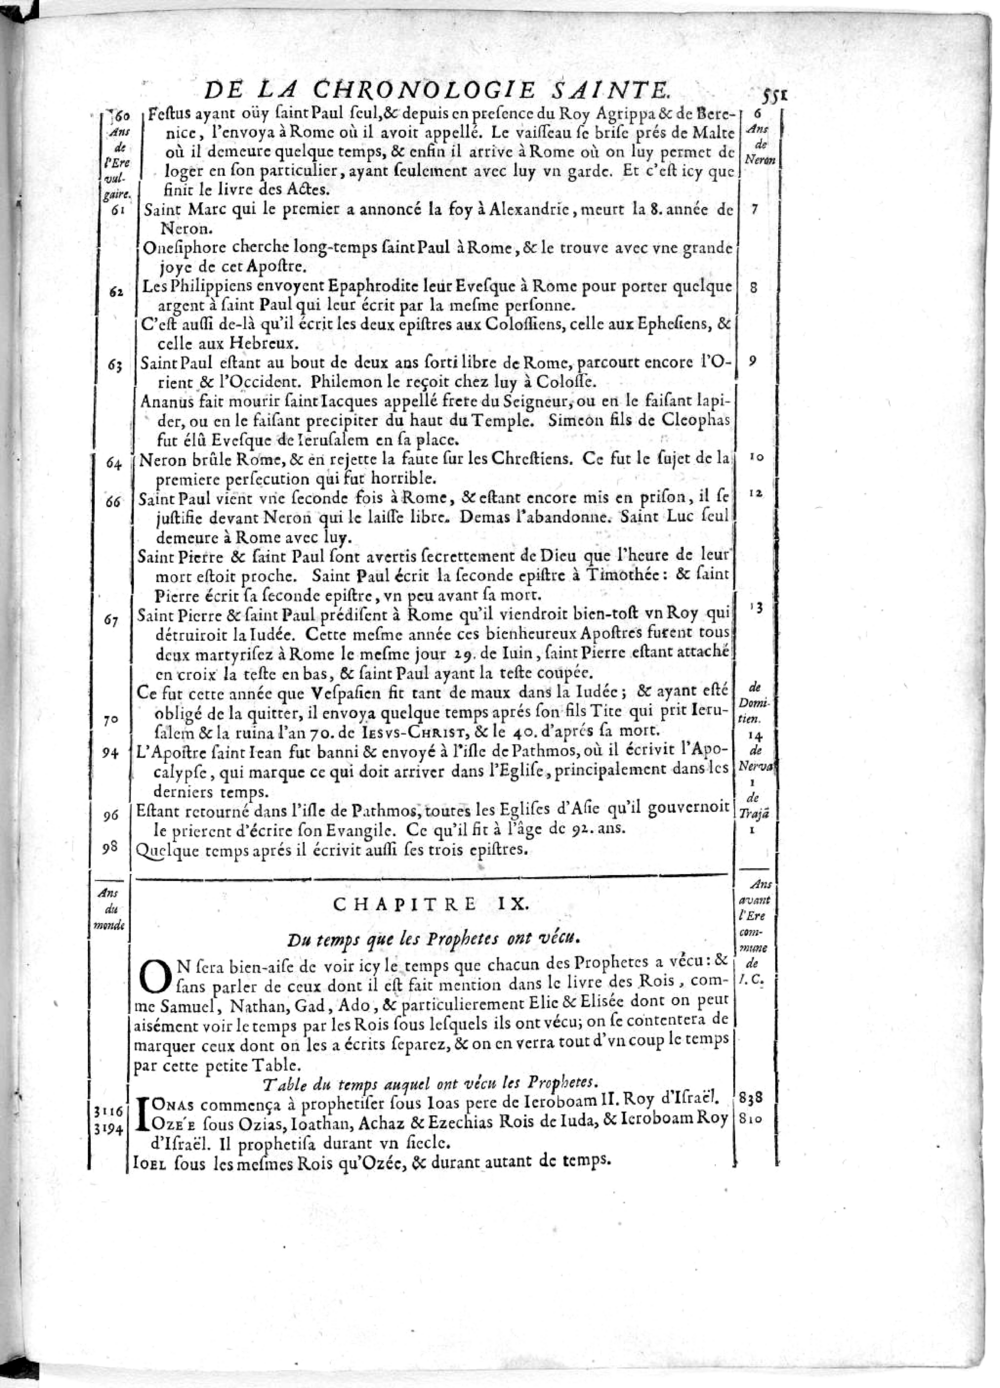 DE LA CHRONOLOGIE SAINTE. 551
60 Feſtus ayant oüy ſaint Paul ſeul, & depuis en preſence du Roy Agrippa & de Bere- 6
Ans nice, l'envoya à Rome où il avoit appellé. Le vaiſſeau ſe briſe prés de Malte Ans
de où il demeure quelque temps, & enfin il arrive à Rome où on luy permet de de
l'Ere loger en ſon particulier, ayant ſeulement avec luy vn garde. Et c'eſt icy que Neron
vul-
gaire. finit le livre des Actes.
61 Saint Marc qui le premier a annoncé la foy à Alexandrie, meurt la 8. année de 7
Neron.
Oneſiphore cherche long-temps ſaint Paul à Rome, & le trouve avec vne grande
joye de cet Apoſtre.
62 Les Philippiens envoyent Epaphrodite leur Eveſque à Rome pour porter quelque 8
argent à ſaint Paul qui leur écrit par la meſme perſonne.
C'eſt auſſi de-là qu'il écrit les deux epiſtres aux Coloſſiens, celle aux Epheſiens, &
celle aux Hebreux.
63 Saint Paul eſtant au bout de deux ans ſorti libre de Rome, parcourt encore l'O- 9
rient & l'Occident. Philemon le reçoit chez luy à Coloſſe.
Ananus fait mourir ſaint Iacques appellé frere du Seigneur, ou en le faiſant lapi-
der, ou en le faiſant precipiter du haut du Temple. Simeon fils de Cleophas
fut élû Eveſque de Ieruſalem en ſa place.
64 Neron brûle Rome, & en rejette la faute ſur les Chreſtiens. Ce fut le ſujet de la 10
premiere perſecution qui fut horrible.
66 Saint Paul vient vne ſeconde fois à Rome, & eſtant encore mis en priſon, il ſe 12
juſtifie devant Neron qui le laiſſe libre. Demas l'abandonne. Saint Luc ſeul
demeure à Rome avec luy.
Saint Pierre & ſaint Paul ſont avertis ſecrettement de Dieu que l'heure de leur
mort eſtoit proche. Saint Paul écrit la ſeconde epiſtre à Timothée: & ſaint
Pierre écrit ſa ſeconde epiſtre, vn peu avant ſa mort.
67 Saint Pierre & ſaint Paul prédiſent à Rome qu'il viendroit bien-toſt vn Roy qui 13
détruiroit la Iudée. Cette meſme année ces bienheureux Apoſtres furent tous
deux martyriſez à Rome le meſme jour 29. de Iuin, ſaint Pierre eſtant attaché
en croix la teſte en bas, & ſaint Paul ayant la teſte coupée.
Ce fut cette année que Veſpaſien fit tant de maux dans la Iudée; & ayant eſté de
70 obligé de la quitter, il envoya quelque temps aprés ſon fils Tite qui prit Ieru- Domi-
tien.
ſalem & la ruina l'an 70. de IESVS-CHRIST, & le 40. d'aprés ſa mort. 14
94 L'Apoſtre ſaint Iean fut banni & envoyé à l'iſle de Pathmos, où il écrivit l'Apo- de
calypſe, qui marque ce qui doit arriver dans l'Egliſe, principalement dans les Nerva
derniers temps. 1
de
96 Eſtant retourné dans l'iſle de Pathmos, toutes les Egliſes d'Aſie qu'il gouvernoit Trajā
le prierent d'écrire ſon Evangile. Ce qu'il fit à l'âge de 92. ans. 1
98 Quelque temps aprés il écrivit auſſi ſes trois epiſtres.
Ans
du
monde
CHAPITRE IX.
Ans
avant
l'Ere
com-
mune
de
I. C.
Du temps que les Prophetes ont vécu.
ON ſera bien-aiſe de voir icy le temps que chacun des Prophetes a vécu: &
ſans parler de ceux dont il eſt fait mention dans le livre des Rois, com-
me Samuel, Nathan, Gad, Ado, & particulierement Elie & Eliſée dont on peut
aisément voir le temps par les Rois ſous leſquels ils ont vécu; on ſe contentera de
marquer ceux dont on les a écrits ſeparez, & on en verra tout d'vn coup le temps
par cette petite Table.
Table du temps auquel ont vécu les Prophetes.
3116 IONAS commença à prophetiſer ſous Ioas pere de Ieroboam II. Roy d'Iſraël. 838
3194 OZE'E ſous Ozias, Ioathan, Achaz & Ezechias Rois de Iuda, & Ieroboam Roy 810
d'Iſraël. Il prophetiſa durant vn ſiecle.
IOEL ſous les meſmes Rois qu'Ozée, & durant autant de temps.